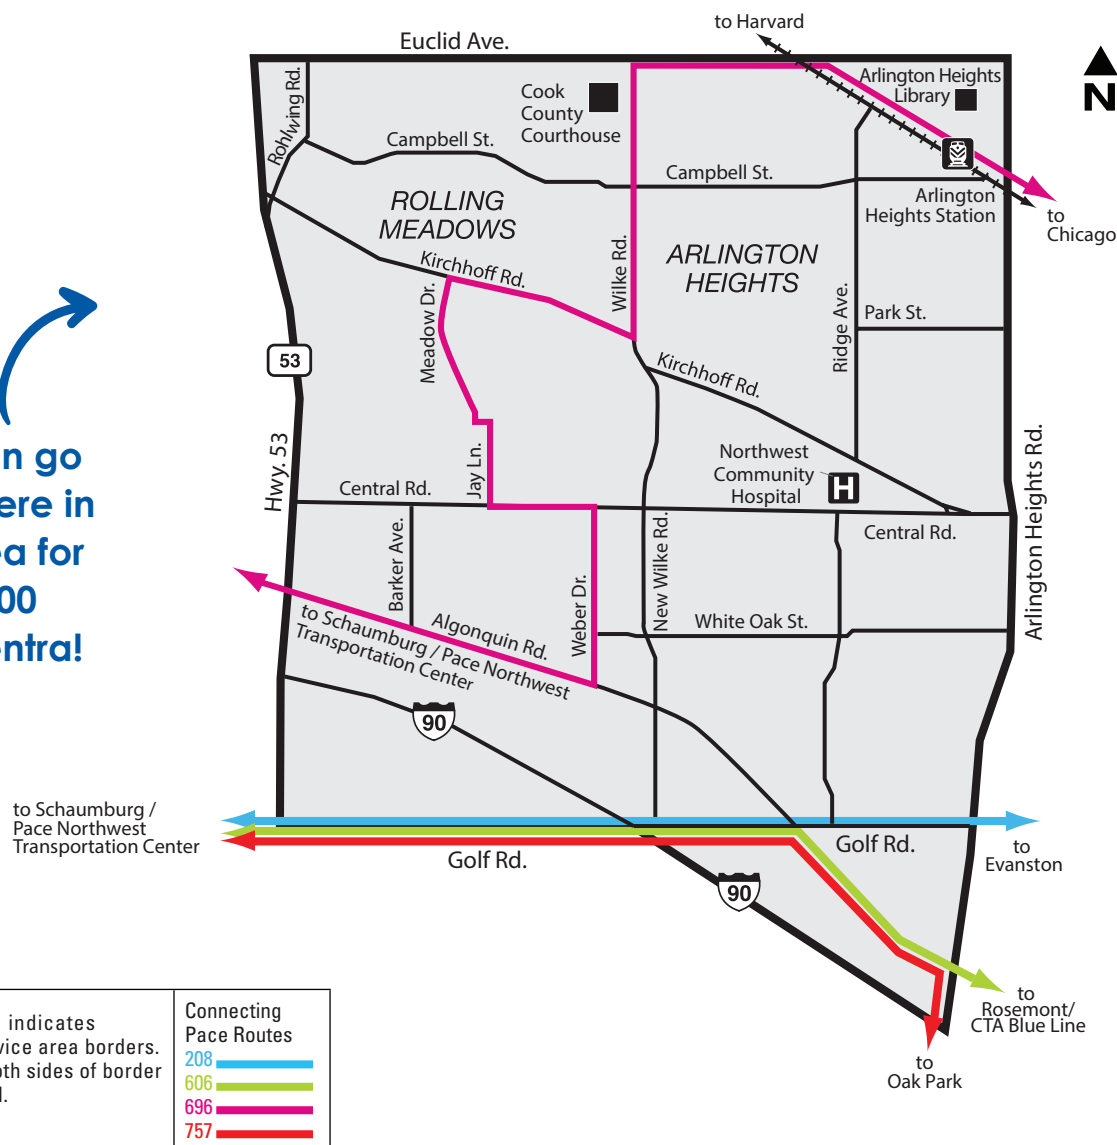 to Harvard
Euclid Ave.
N
Rohlwing Rd.
Cook
County
Courthouse
Arlington Heights
Library
Campbell St.
Campbell St.
Arlington
Heights Station
to
Chicago
ROLLING
MEADOWS
ARLINGTON
HEIGHTS
Kirchhoff Rd.
Wilke Rd.
Meadow Dr.
Ridge Ave.
Park St.
53
Kirchhoff Rd.
Hwy. 53
n go
ere in
ea for
00
entra!
Jay Ln.
Central Rd.
Northwest
Community
Hospital
H
Central Rd.
Arlington Heights Rd.
Barker Ave.
New Wilke Rd.
Weber Dr.
White Oak St.
Algonquin Rd.
to Schaumburg / Pace Northwest
Transportation Center
90
to Schaumburg /
Pace Northwest
Transportation Center
Golf Rd.
Golf Rd.
to
Evanston
90
to
Rosemont/
CTA Blue Line
to
Oak Park
indicates
vice area borders.
oth sides of border
d.
Connecting
Pace Routes
208
606
696
757